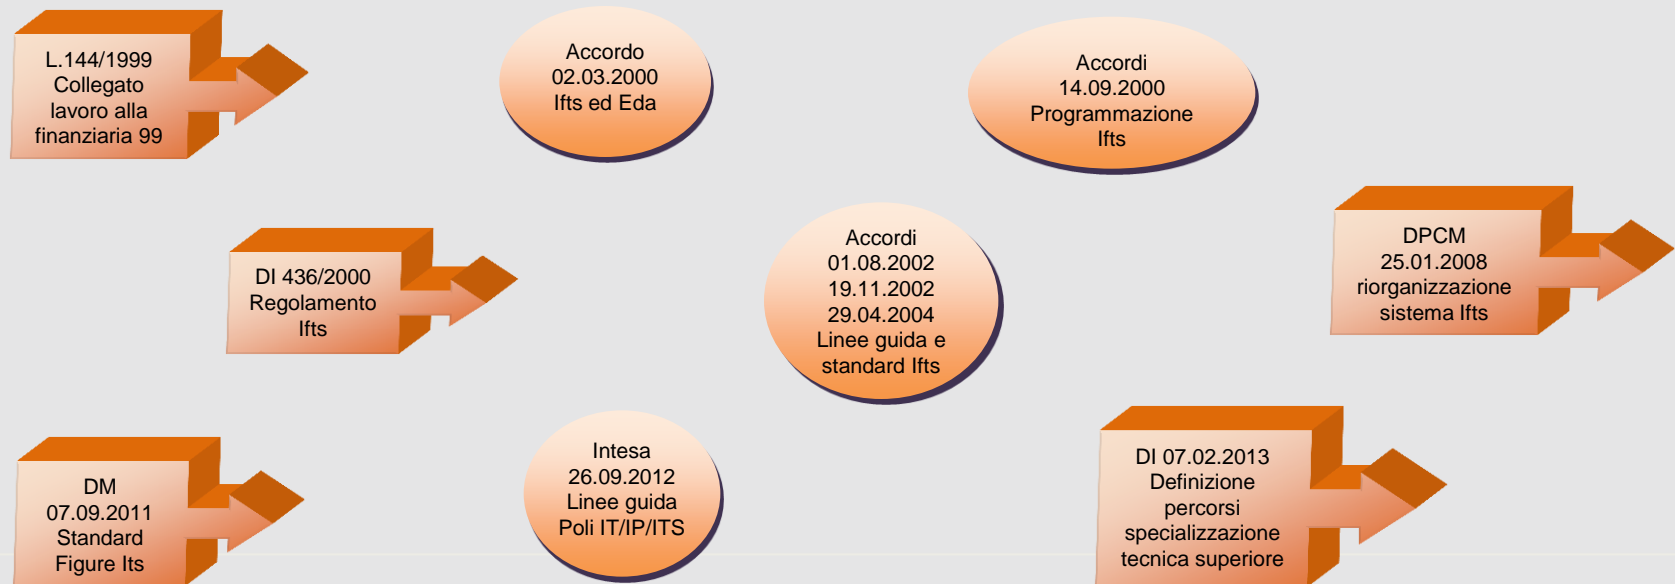 L.144/1999
Collegato
lavoro alla
finanziaria 99
Accordo
02.03.2000
Ifts ed Eda
Accordi
14.09.2000
Programmazione
Ifts
DI 436/2000
Regolamento
Ifts
Accordi
01.08.2002
19.11.2002
29.04.2004
Linee guida e
standard Ifts
DPCM
25.01.2008
riorganizzazione
sistema Ifts
DM
07.09.2011
Standard
Figure Its
Intesa
26.09.2012
Linee guida
Poli IT/IP/ITS
DI 07.02.2013
Definizione
percorsi
specializzazione
tecnica superiore